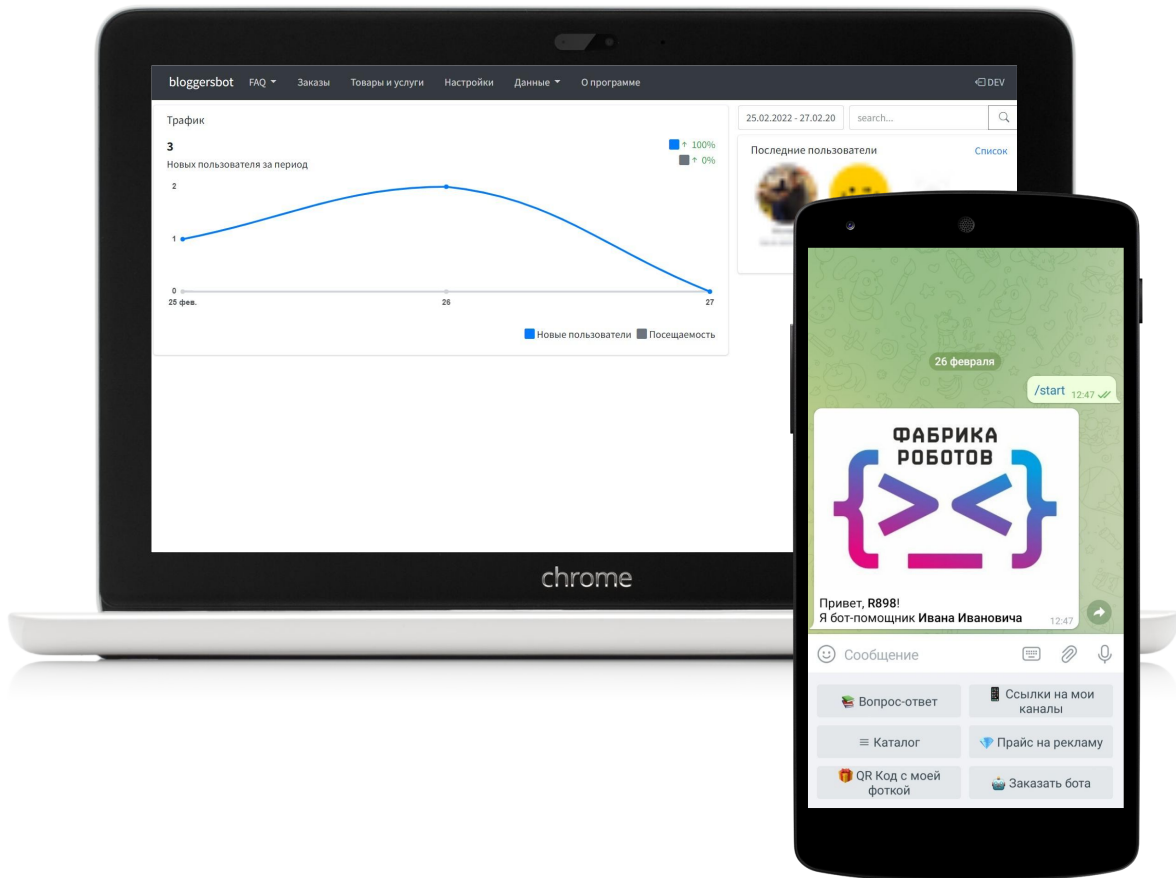 bloggersbot FAQ Заказы Товары и услуги Настройки Данные О программе DEV
Трафик
3
Новых пользователя за период
↑ 100%
↑ 0%
2
1
0
25 фев.
26
27
Новые пользователи Посещаемость
25.02.2022 - 27.02.20
search...
Последние пользователи
Список
chrome
26 февраля
/start 12:47
ФАБРИКА
РОБОТОВ
{><}
Привет, R898!
Я бот-помощник Ивана Ивановича 12:47
Сообщение
Вопрос-ответ
Ссылки на мои
каналы
≡ Каталог
Прайс на рекламу
QR Код с моей
фоткой
Заказать бота